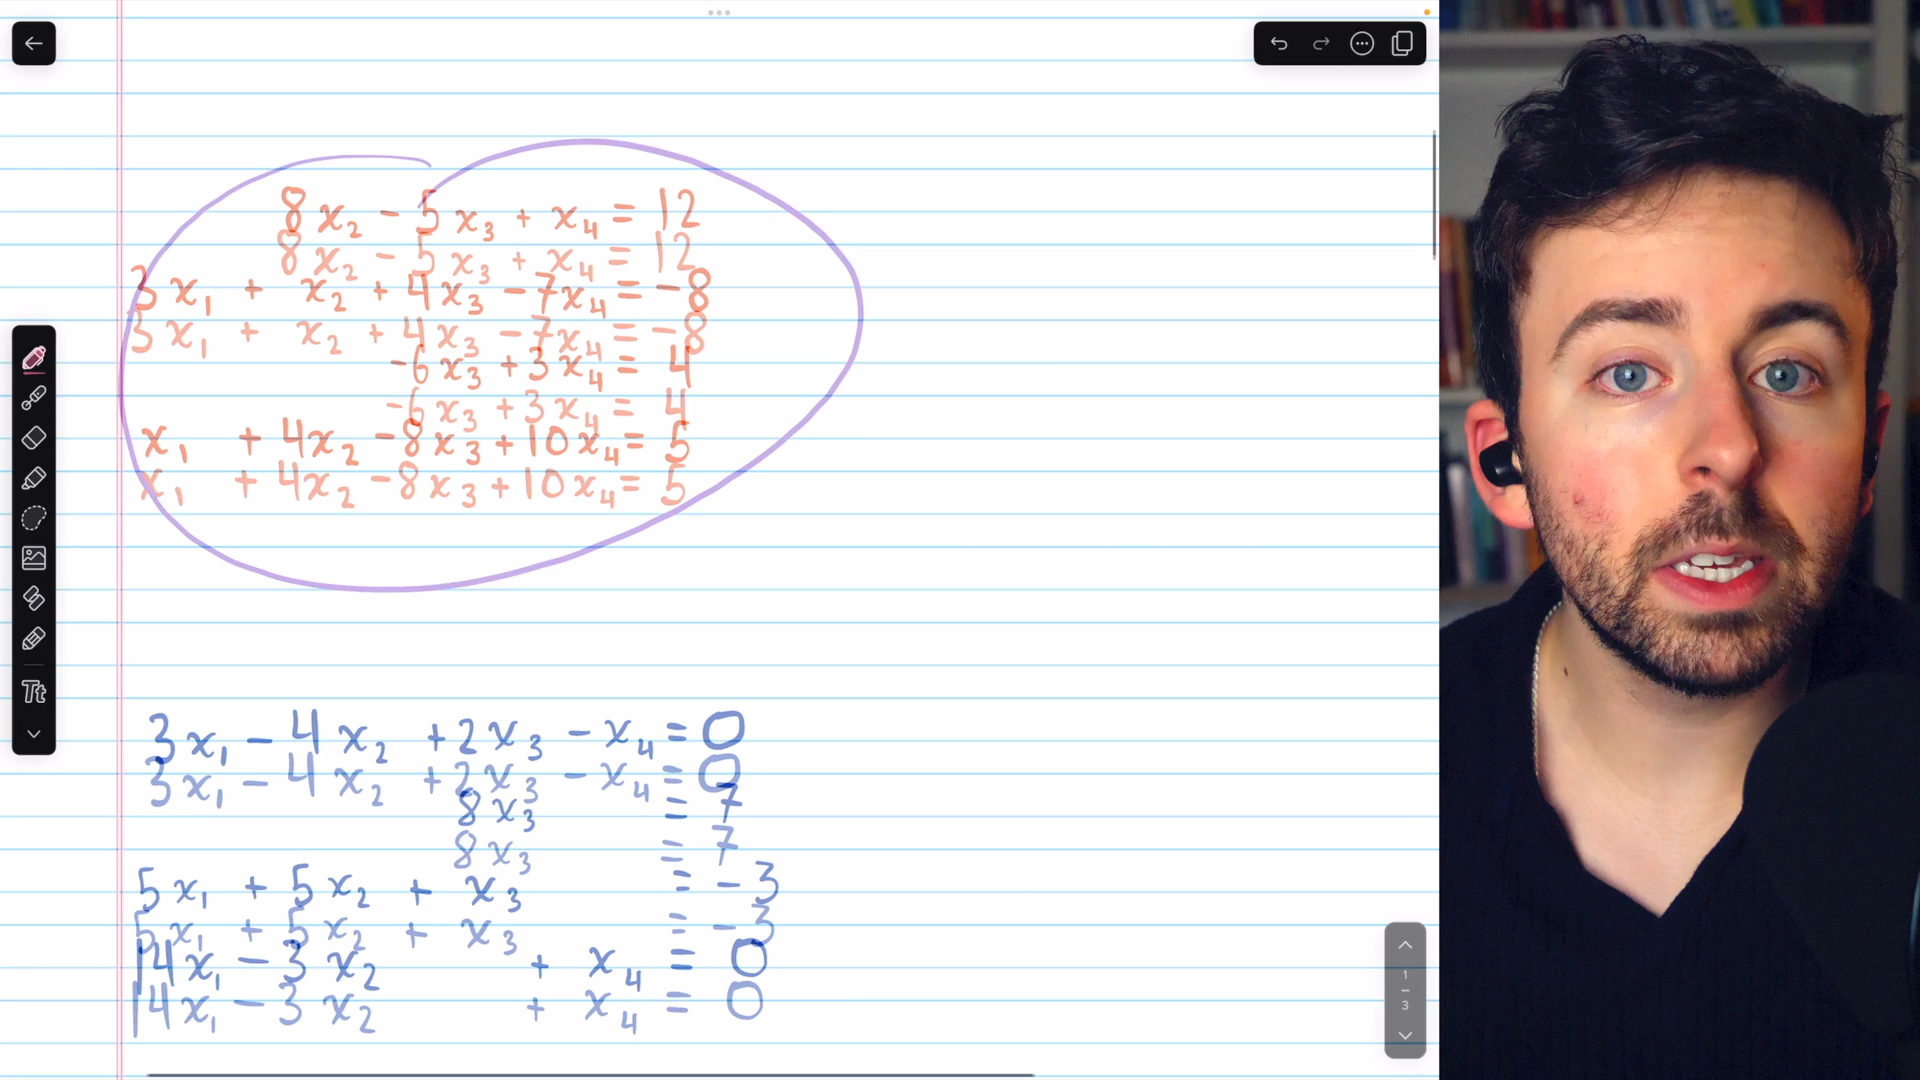 8x₂ - 5x₃ + x₄ = 12
8x₂ - 5x₃ + x₄ = 12
3x₁ + x₂ + 4x₃ - 7x₄ = -8
3x₁ + x₂ + 4x₃ - 7x₄ = -8
-6x₃ + 3x₄ = 4
-6x₃ + 3x₄ = 4
x₁ + 4x₂ - 8x₃ + 10x₄ = 5
x₁ + 4x₂ - 8x₃ + 10x₄ = 5
3x₁ - 4x₂ + 2x₃ - x₄ = 0
3x₁ - 4x₂ + 2x₃ - x₄ = 0
8x₃ = 7
8x₃ = 7
5x₁ + 5x₂ + x₃ = -3
5x₁ + 5x₂ + x₃ = -3
14x₁ - 3x₂ + x₄ = 0
14x₁ - 3x₂ + x₄ = 0
Tt
1
–
3